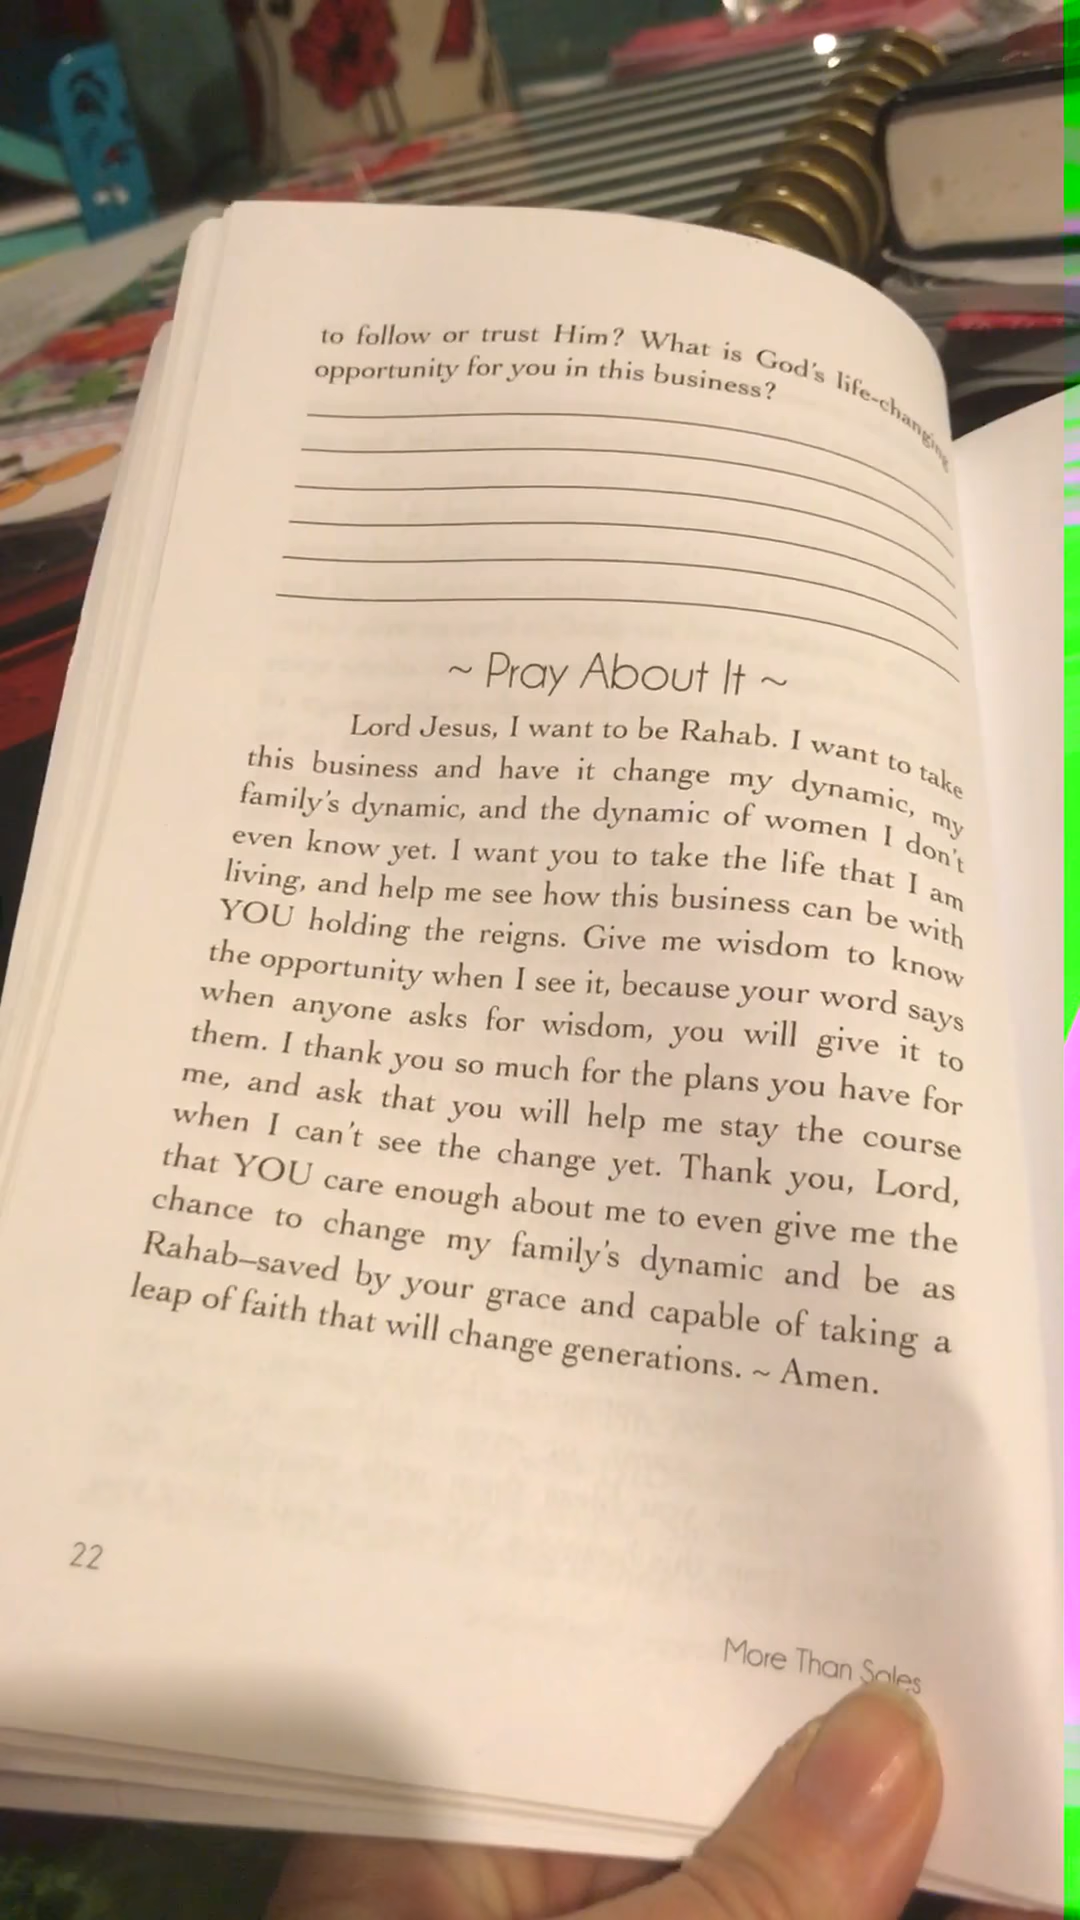 to follow or trust Him? What is God's life-changing
opportunity for you in this business?
~ Pray About It ~
Lord Jesus, I want to be Rahab. I want to take
this business and have it change my dynamic, my
family's dynamic, and the dynamic of women I don't
even know yet. I want you to take the life that I am
living, and help me see how this business can be with
YOU holding the reigns. Give me wisdom to know
the opportunity when I see it, because your word says
when anyone asks for wisdom, you will give it to
them. I thank you so much for the plans you have for
me, and ask that you will help me stay the course
when I can't see the change yet. Thank you, Lord,
that YOU care enough about me to even give me the
chance to change my family's dynamic and be as
Rahab–saved by your grace and capable of taking a
leap of faith that will change generations. ~ Amen.
22
More Than Sales